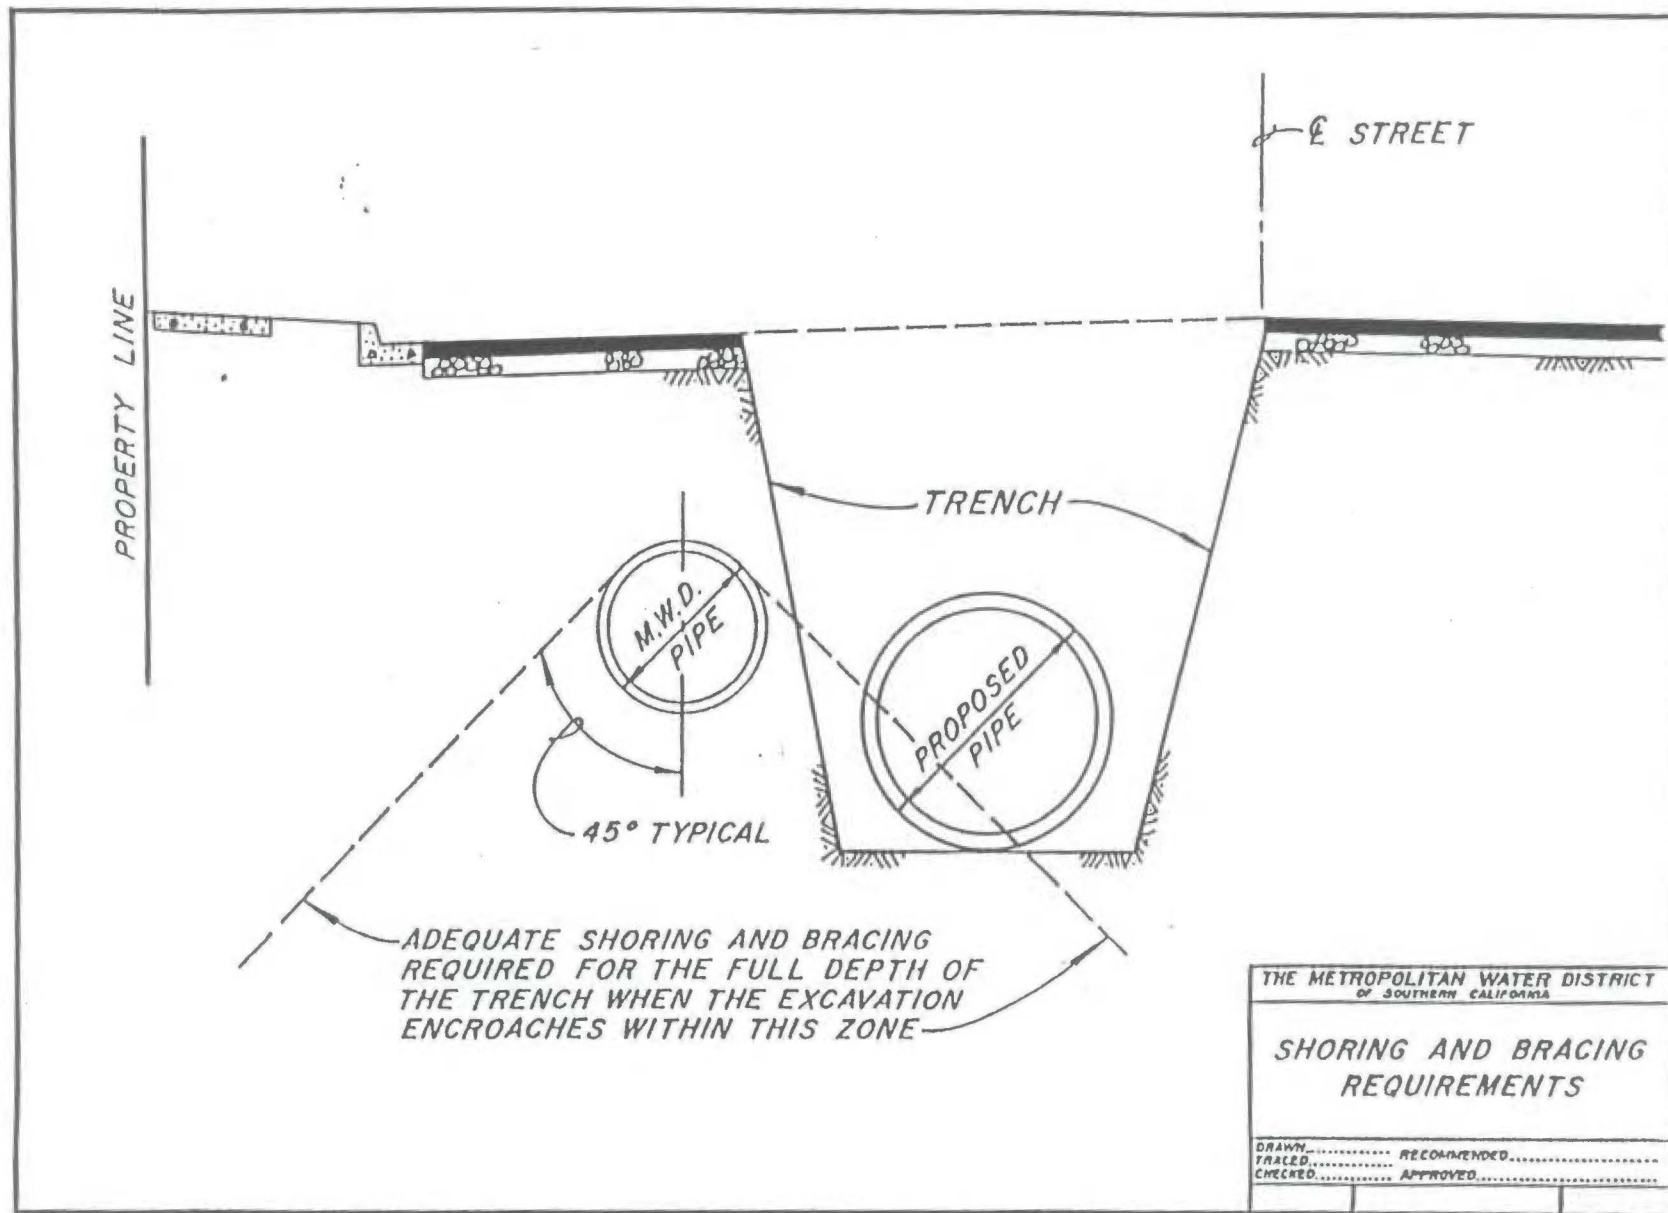 ℄ STREET
PROPERTY LINE
TRENCH
M.W.D.
PIPE
PROPOSED
PIPE
45° TYPICAL
ADEQUATE SHORING AND BRACING
REQUIRED FOR THE FULL DEPTH OF
THE TRENCH WHEN THE EXCAVATION
ENCROACHES WITHIN THIS ZONE
THE METROPOLITAN WATER DISTRICT
OF SOUTHERN CALIFORNIA
SHORING AND BRACING
REQUIREMENTS
DRAWN.............. RECOMMENDED..........................
TRACED..............
CHECKED.............. APPROVED..........................